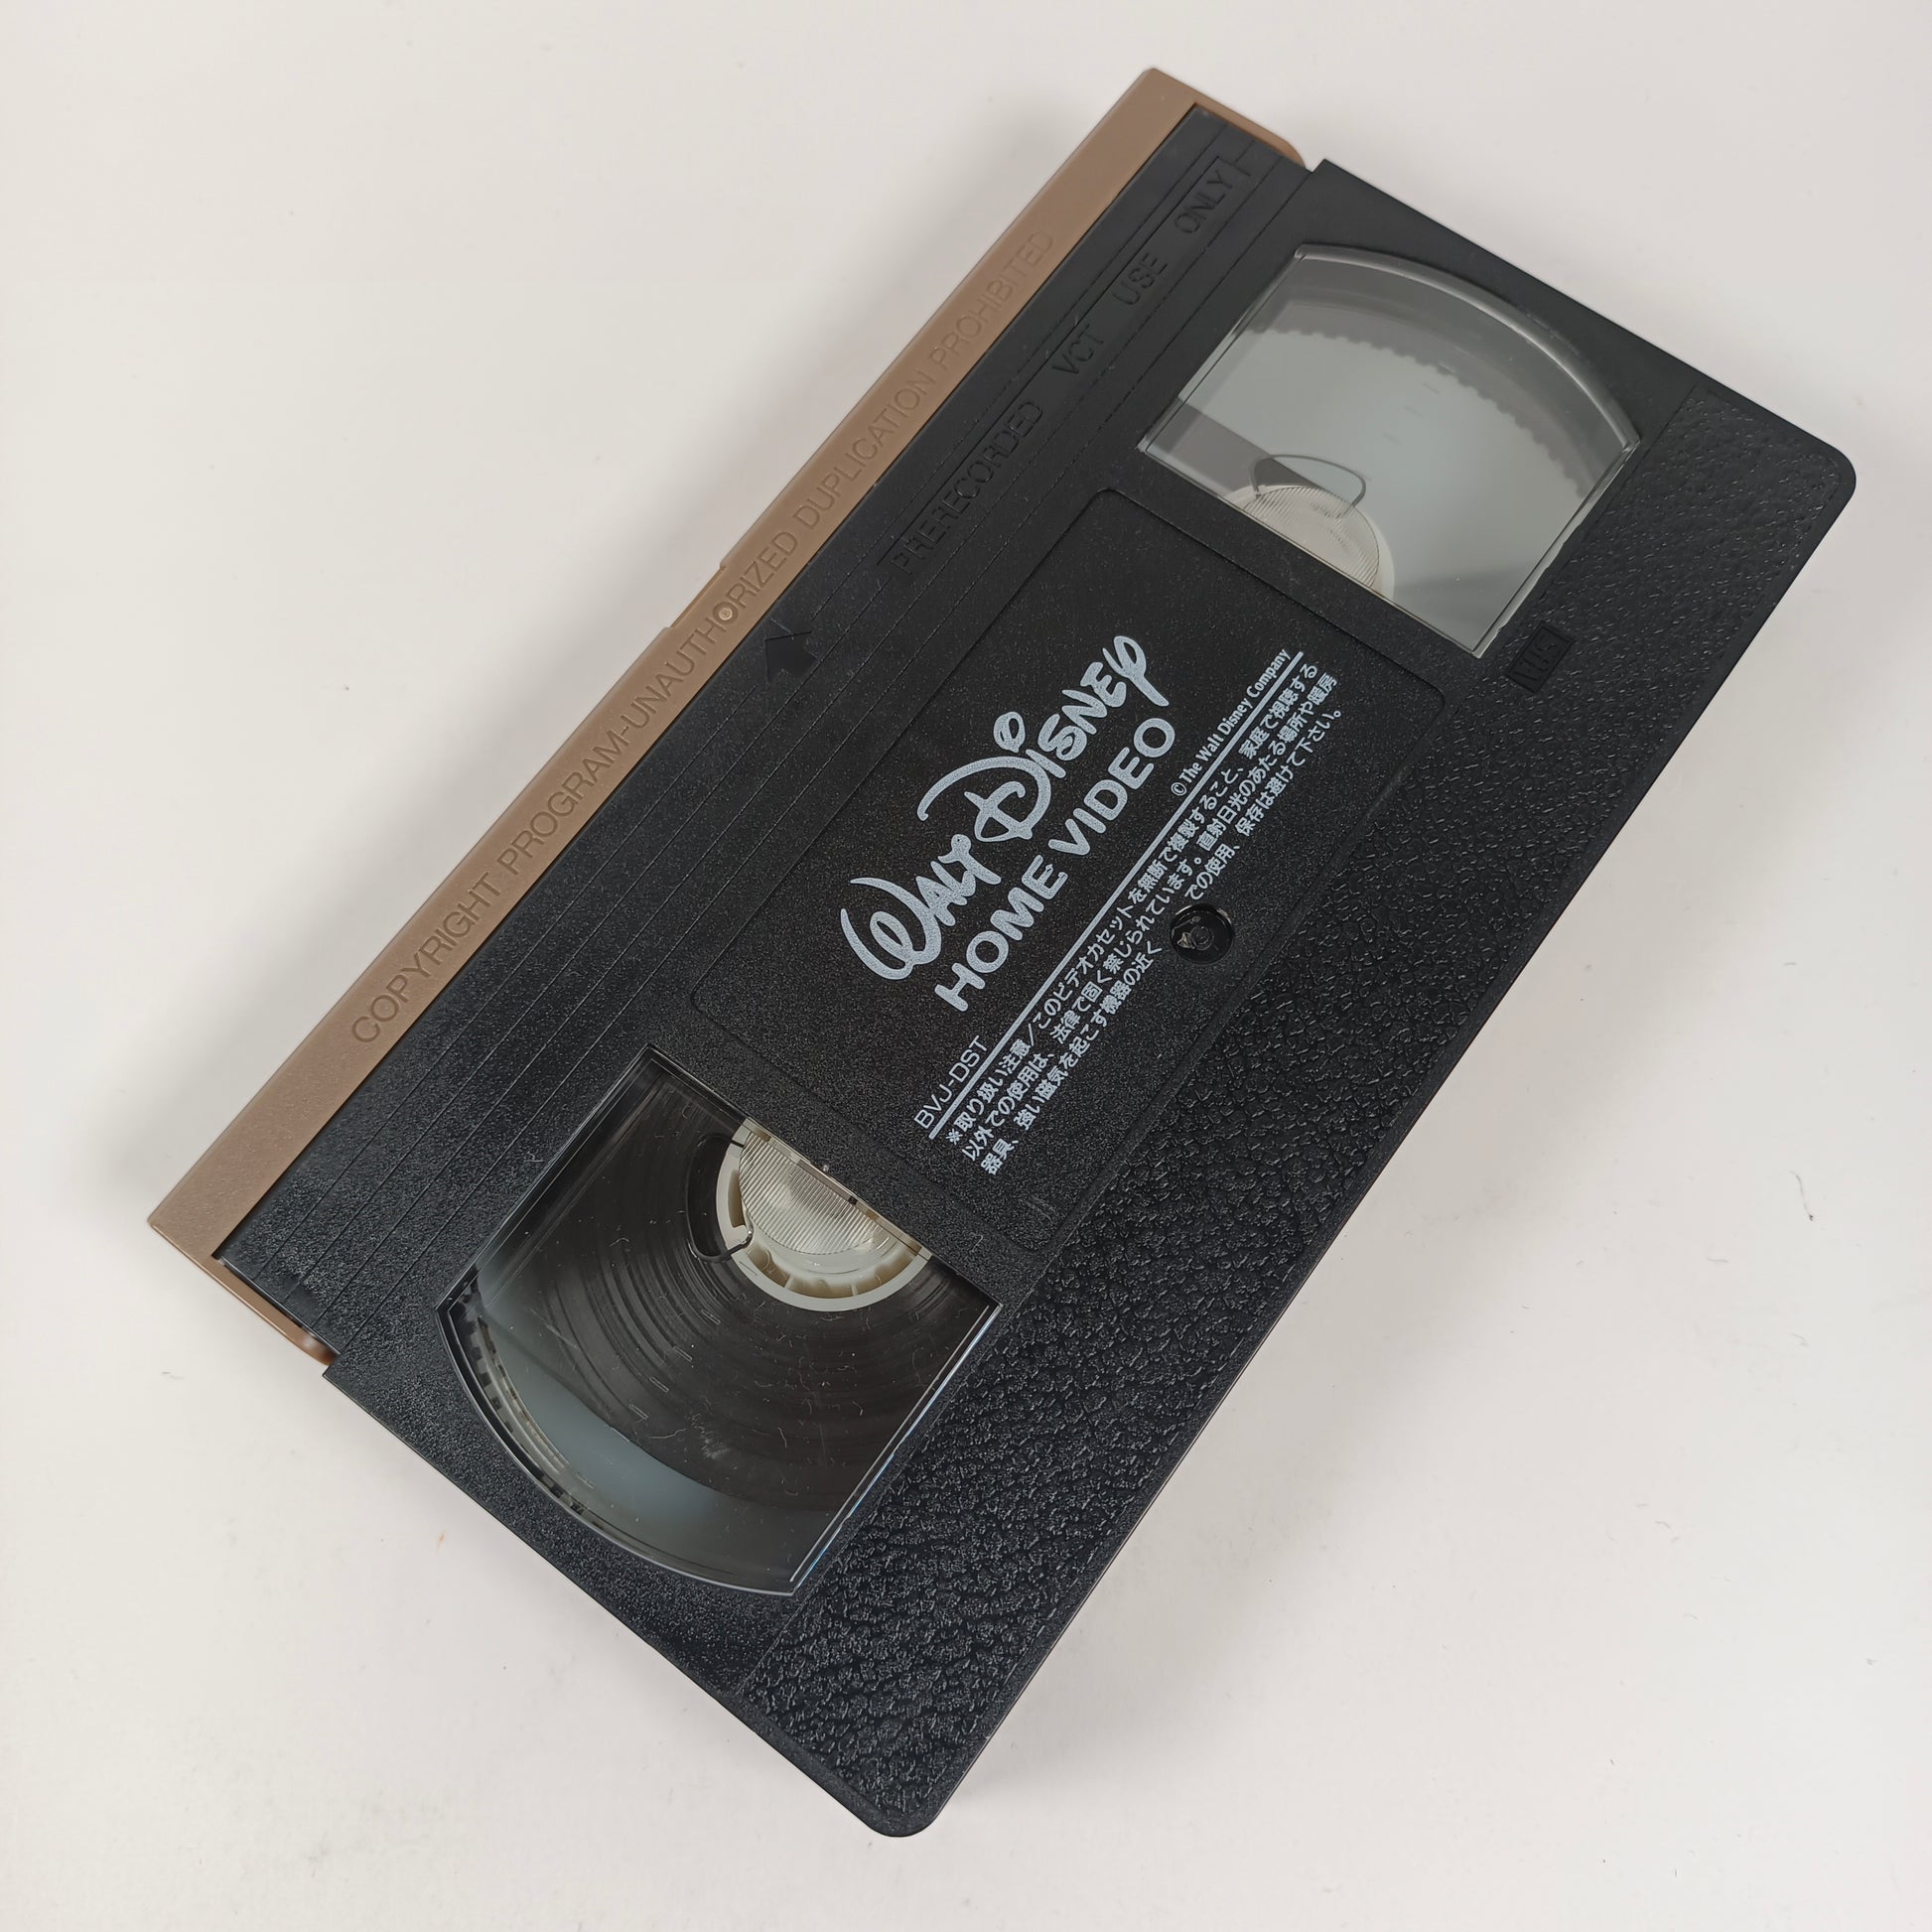 COPYRIGHT PROGRAM-UNAUTHORIZED DUPLICATION PROHIBITED
PRERECORDED VCT USE ONLY
WALT DISNEY
HOME VIDEO
BVJ-DST
©The Walt Disney Company
※取り扱い注意/このビデオカセットを無断で複製すること、家庭で視聴する
以外での使用は、法律で固く禁じられています。直射日光のあたる場所や暖房
器具、強い磁気を起こす機器の近くでの使用、保存は避けて下さい。
VHS